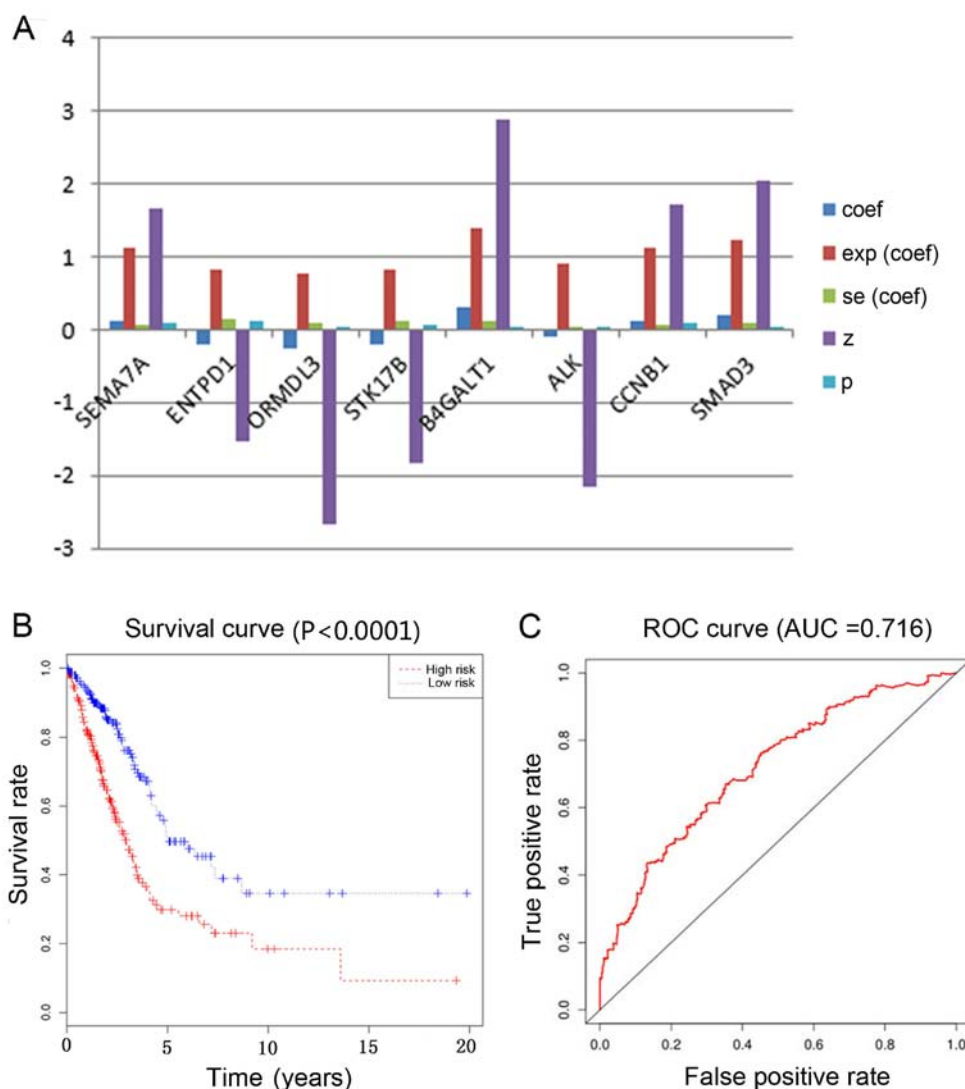 A
4
3
2
1
0
-1
-2
-3
SEMA7A
ENTPD1
ORMDL3
STK17B
B4GALT1
ALK
CCNB1
SMAD3
coef
exp (coef)
se (coef)
z
p
B
Survival curve (P<0.0001)
High risk
Low risk
Survival rate
1.0
0.8
0.6
0.4
0.2
0.0
0 5 10 15 20
Time (years)
C
ROC curve (AUC =0.716)
True positive rate
1.0
0.8
0.6
0.4
0.2
0.0
0.0 0.2 0.4 0.6 0.8 1.0
False positive rate